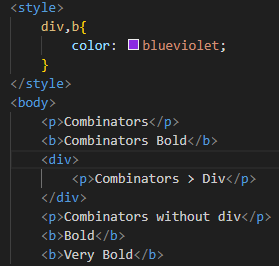 <style>
    div,b{
        color: blueviolet;
    }
</style>
<body>
    <p>Combinators</p>
    <b>Combinators Bold</b>
    <div>
        <p>Combinators > Div</p>
    </div>
    <p>Combinators without div</p>
    <b>Bold</b>
    <b>Very Bold</b>